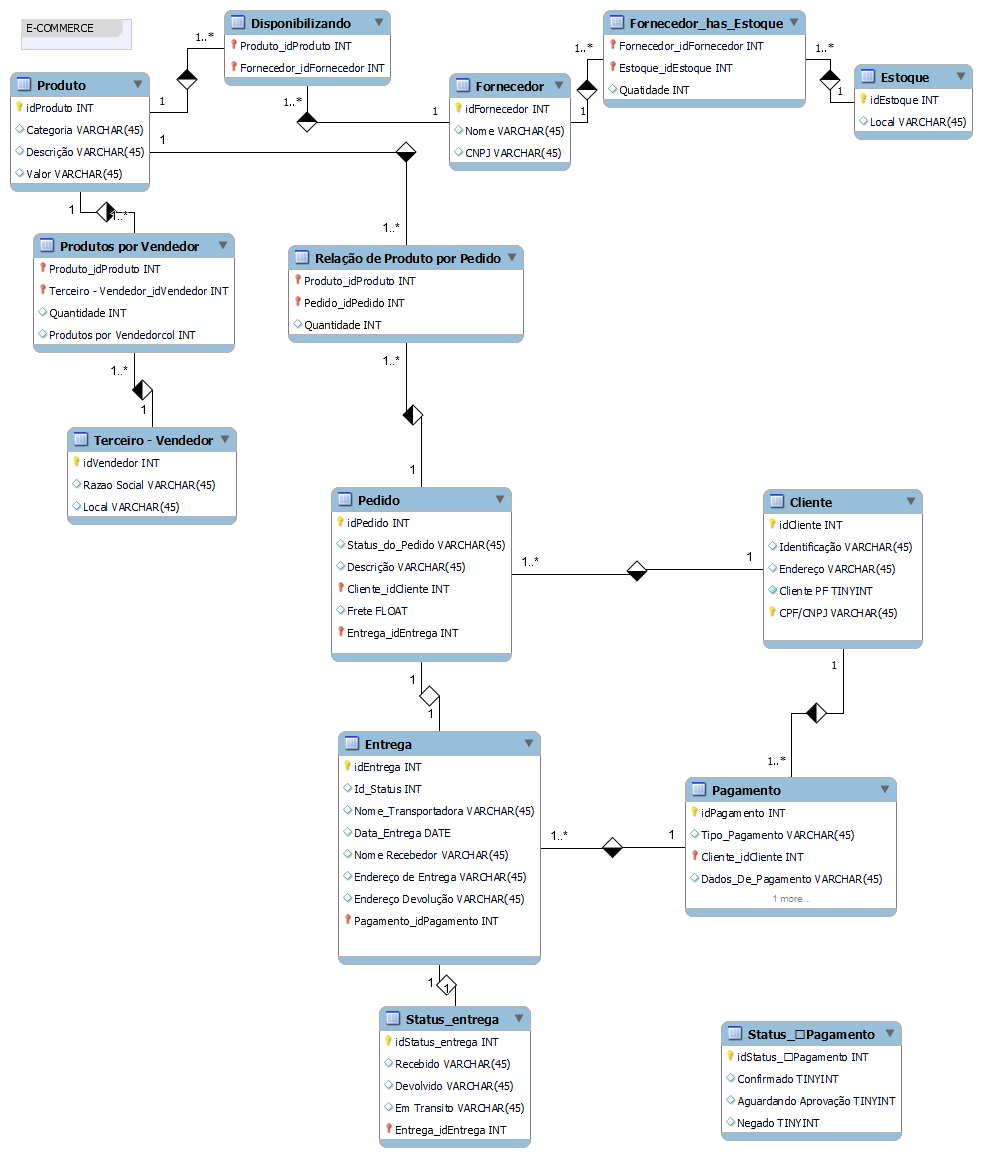 E-COMMERCE
Disponibilizando
Produto_idProduto INT
Fornecedor_idFornecedor INT
1..*
1
1..*
1
Fornecedor_has_Estoque
Fornecedor_idFornecedor INT
Estoque_idEstoque INT
Quatidade INT
1..*
1
1..*
1
Estoque
idEstoque INT
Local VARCHAR(45)
Produto
idProduto INT
Categoria VARCHAR(45)
Descrição VARCHAR(45)
Valor VARCHAR(45)
Fornecedor
idFornecedor INT
Nome VARCHAR(45)
CNPJ VARCHAR(45)
1
1..*
1
1..*
Produtos por Vendedor
Produto_idProduto INT
Terceiro - Vendedor_idVendedor INT
Quantidade INT
Produtos por Vendedorcol INT
Relação de Produto por Pedido
Produto_idProduto INT
Pedido_idPedido INT
Quantidade INT
1..*
1
1..*
1
Terceiro - Vendedor
idVendedor INT
Razao Social VARCHAR(45)
Local VARCHAR(45)
Pedido
idPedido INT
Status_do_Pedido VARCHAR(45)
Descrição VARCHAR(45)
Cliente_idCliente INT
Frete FLOAT
Entrega_idEntrega INT
1..*
1
Cliente
idCliente INT
Identificação VARCHAR(45)
Endereço VARCHAR(45)
Cliente PF TINYINT
CPF/CNPJ VARCHAR(45)
1
1
1
1..*
Entrega
idEntrega INT
Id_Status INT
Nome_Transportadora VARCHAR(45)
Data_Entrega DATE
Nome Recebedor VARCHAR(45)
Endereço de Entrega VARCHAR(45)
Endereço Devolução VARCHAR(45)
Pagamento_idPagamento INT
1..*
1
Pagamento
idPagamento INT
Tipo_Pagamento VARCHAR(45)
Cliente_idCliente INT
Dados_De_Pagamento VARCHAR(45)
1 more...
1
1
Status_entrega
idStatus_entrega INT
Recebido VARCHAR(45)
Devolvido VARCHAR(45)
Em Transito VARCHAR(45)
Entrega_idEntrega INT
Status_□Pagamento
idStatus_□Pagamento INT
Confirmado TINYINT
Aguardando Aprovação TINYINT
Negado TINYINT